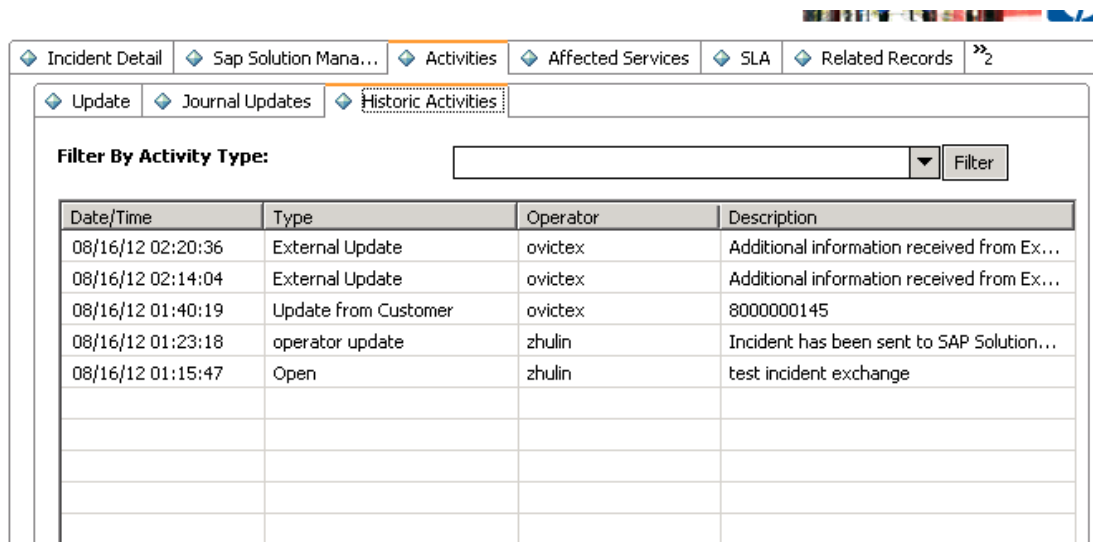 Incident Detail Sap Solution Mana... Activities Affected Services SLA Related Records »2
Update Journal Updates Historic Activities
Filter By Activity Type: Filter
Date/Time Type Operator Description
08/16/12 02:20:36 External Update ovictex Additional information received from Ex...
08/16/12 02:14:04 External Update ovictex Additional information received from Ex...
08/16/12 01:40:19 Update from Customer ovictex 8000000145
08/16/12 01:23:18 operator update zhulin Incident has been sent to SAP Solution...
08/16/12 01:15:47 Open zhulin test incident exchange